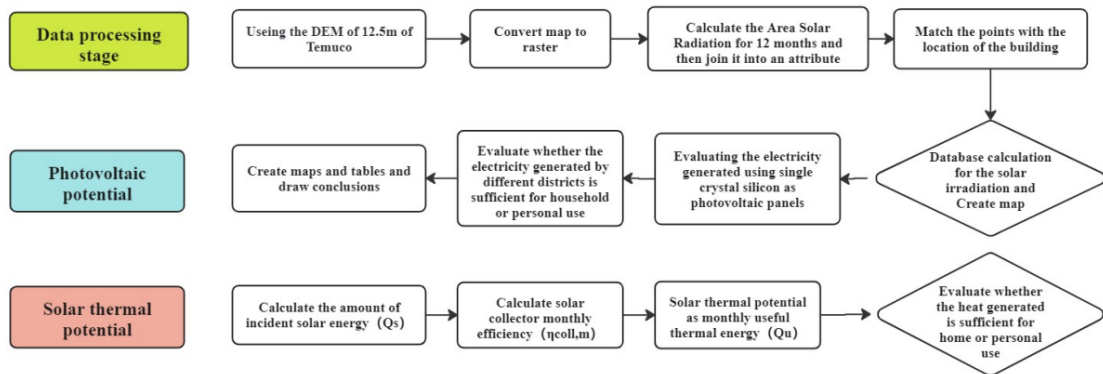 Data processing
stage
Useing the DEM of 12.5m of
Temuco
Convert map to
raster
Calculate the Area Solar
Radiation for 12 months and
then join it into an attribute
Match the points with the
location of the building
Photovoltaic
potential
Create maps and tables and
draw conclusions
Evaluate whether the
electricity generated by
different districts is
sufficient for household
or personal use
Evaluating the electricity
generated using single
crystal silicon as
photovoltaic panels
Database calculation
for the solar
irradiation and
Create map
Solar thermal
potential
Calculate the amount of
incident solar energy（Qs）
Calculate solar
collector monthly
efficiency（ηcoll,m）
Solar thermal potential
as monthly useful
thermal energy（Qu）
Evaluate whether
the heat generated
is sufficient for
home or personal
use